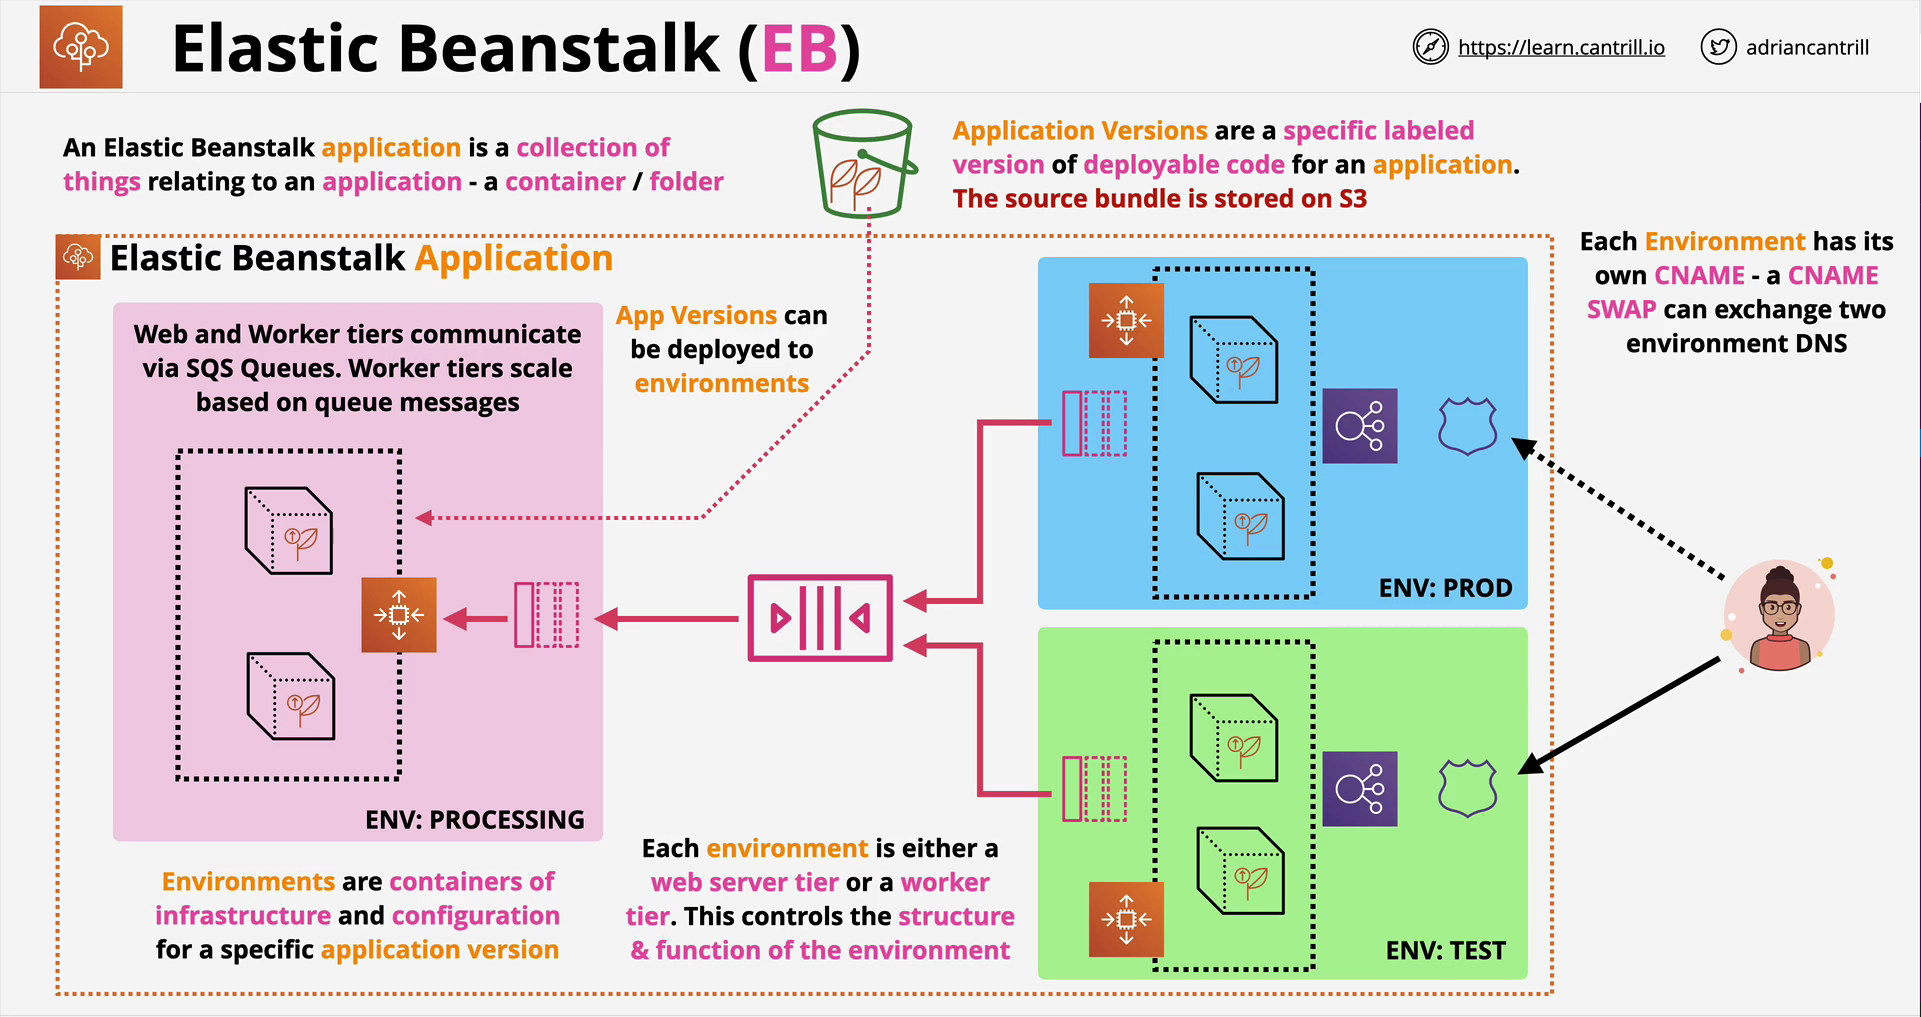 Elastic Beanstalk (EB)
https://learn.cantrill.io
adriancantrill
An Elastic Beanstalk application is a collection of
things relating to an application - a container / folder
Application Versions are a specific labeled
version of deployable code for an application.
The source bundle is stored on S3
Each Environment has its
own CNAME - a CNAME
SWAP can exchange two
environment DNS
Elastic Beanstalk Application
Web and Worker tiers communicate
via SQS Queues. Worker tiers scale
based on queue messages
App Versions can
be deployed to
environments
ENV: PROD
ENV: PROCESSING
Environments are containers of
infrastructure and configuration
for a specific application version
Each environment is either a
web server tier or a worker
tier. This controls the structure
& function of the environment
ENV: TEST